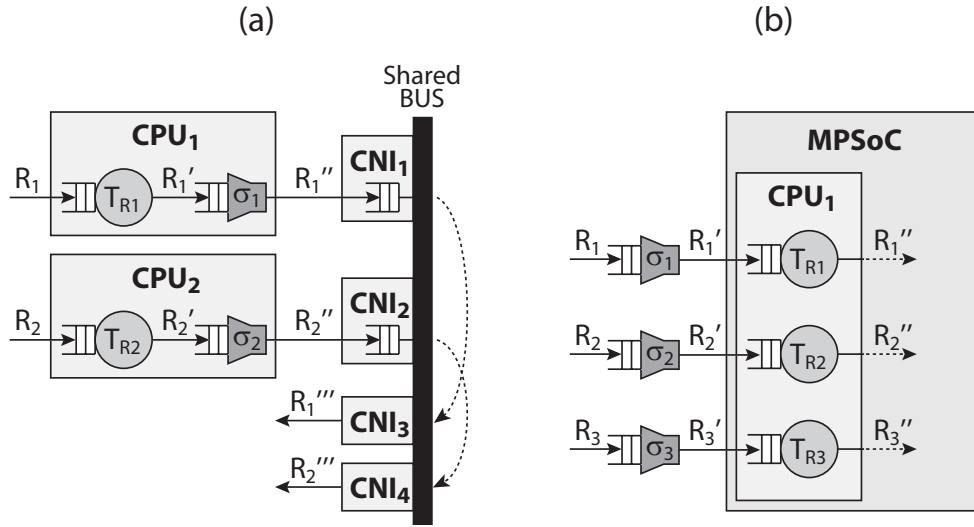 (a)
(b)
Shared
BUS
CPU₁
R₁
T_R1
R₁′
σ₁
R₁″
CNI₁
CPU₂
R₂
T_R2
R₂′
σ₂
R₂″
CNI₂
R₁‴
CNI₃
R₂‴
CNI₄
MPSoC
CPU₁
R₁
σ₁
R₁′
T_R1
R₁″
R₂
σ₂
R₂′
T_R2
R₂″
R₃
σ₃
R₃′
T_R3
R₃″